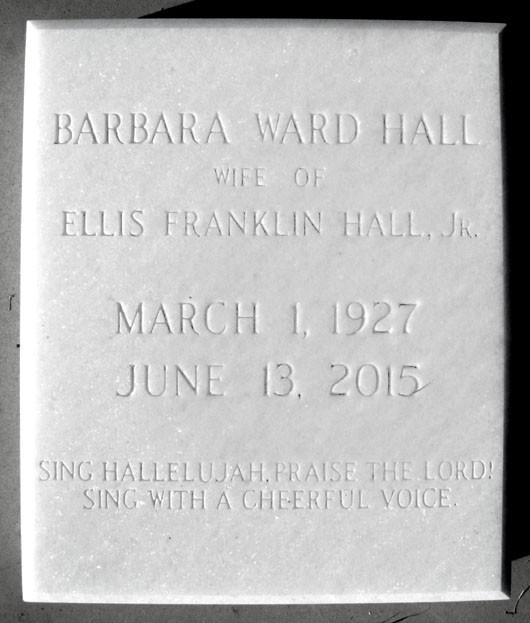 BARBARA WARD HALL
WIFE OF
ELLIS FRANKLIN HALL, JR.
MARCH 1, 1927
JUNE 13, 2015
SING HALLELUJAH, PRAISE THE LORD!
SING WITH A CHEERFUL VOICE.